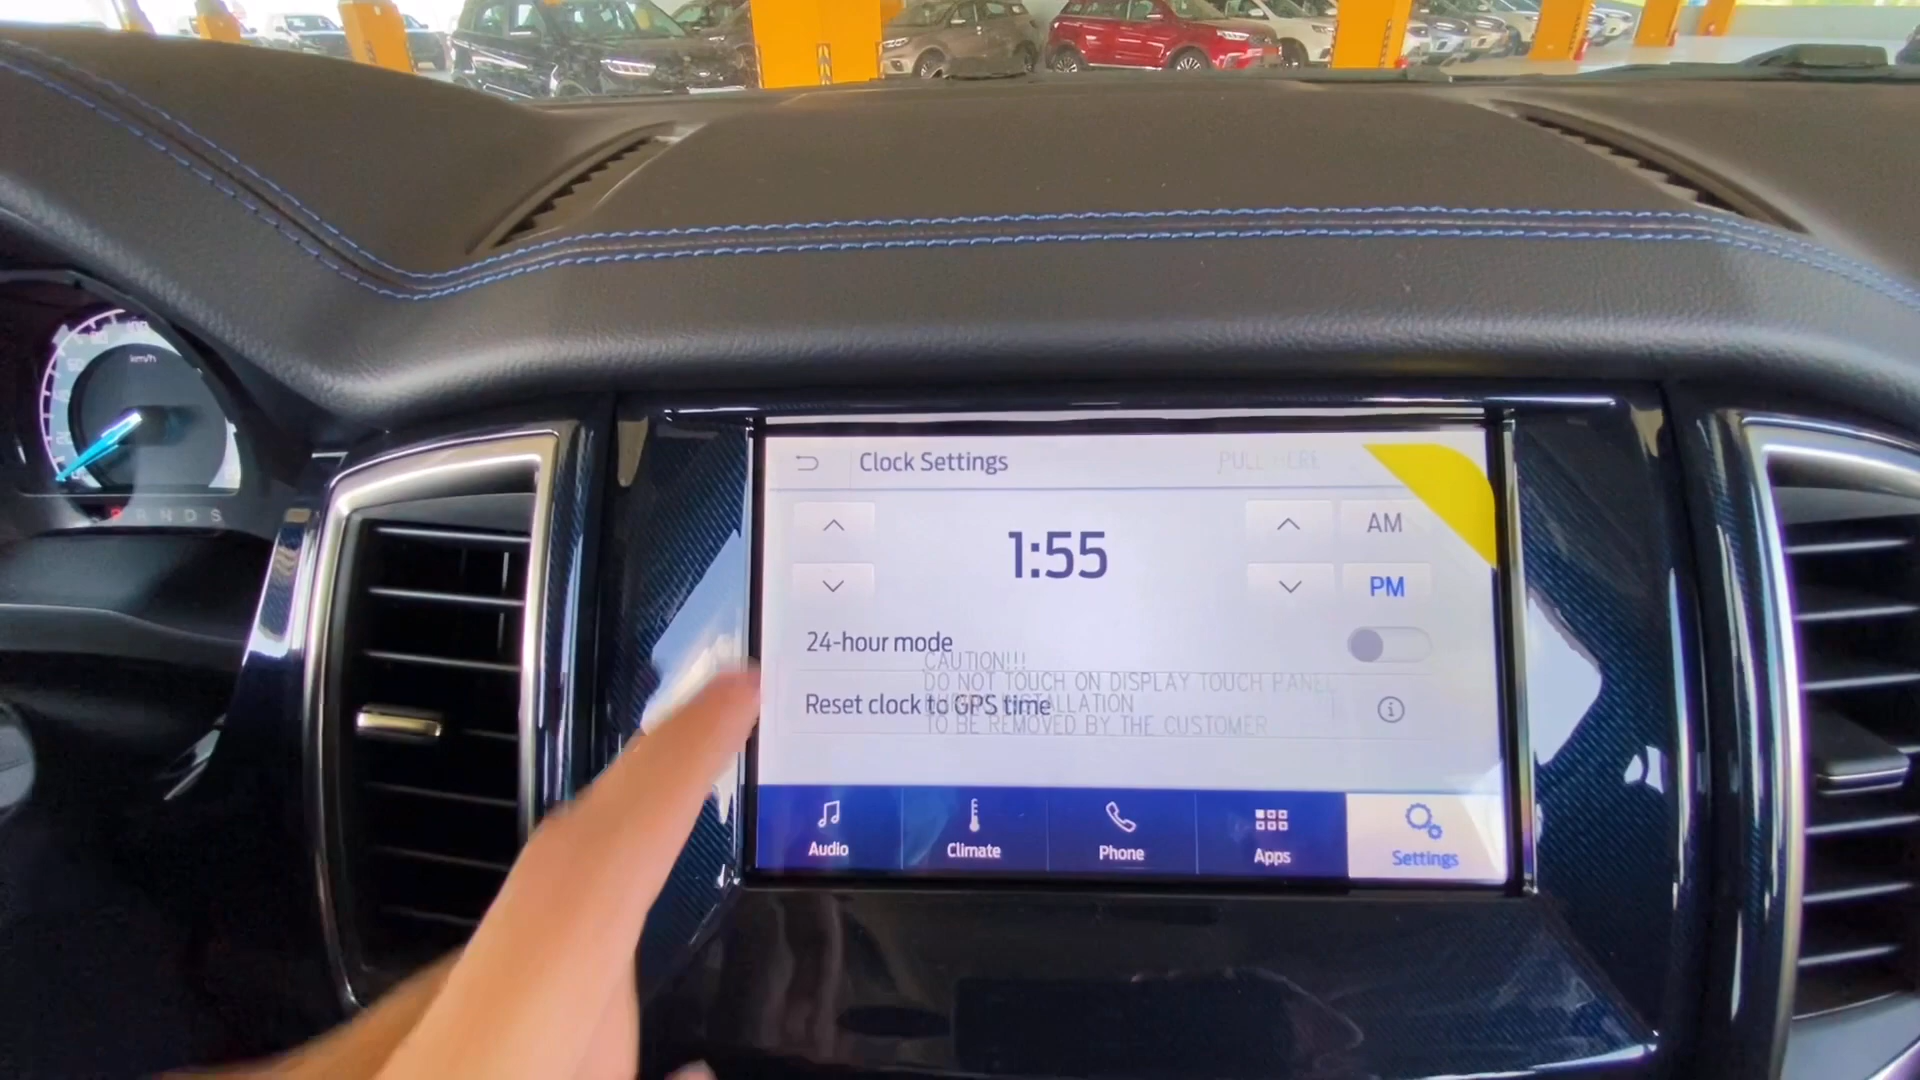 km/h
P R N D S
Clock Settings
PULL HERE
1:55
AM
PM
24-hour mode
CAUTION!!!
DO NOT TOUCH ON DISPLAY TOUCH PANEL
Reset clock to GPS time
TO BE REMOVED BY THE CUSTOMER
Audio
Climate
Phone
Apps
Settings